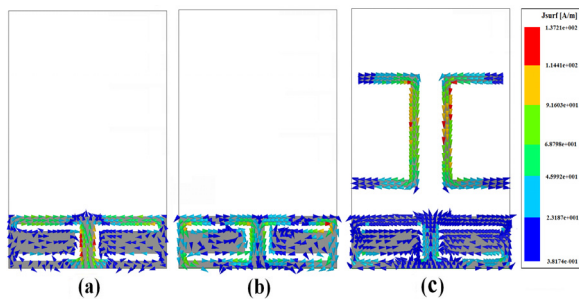 Jsurf [A/m]
1.3721e+002
1.1441e+002
9.1603e+001
6.8798e+001
4.5992e+001
2.3187e+001
3.8174e-001
(a)
(b)
(c)